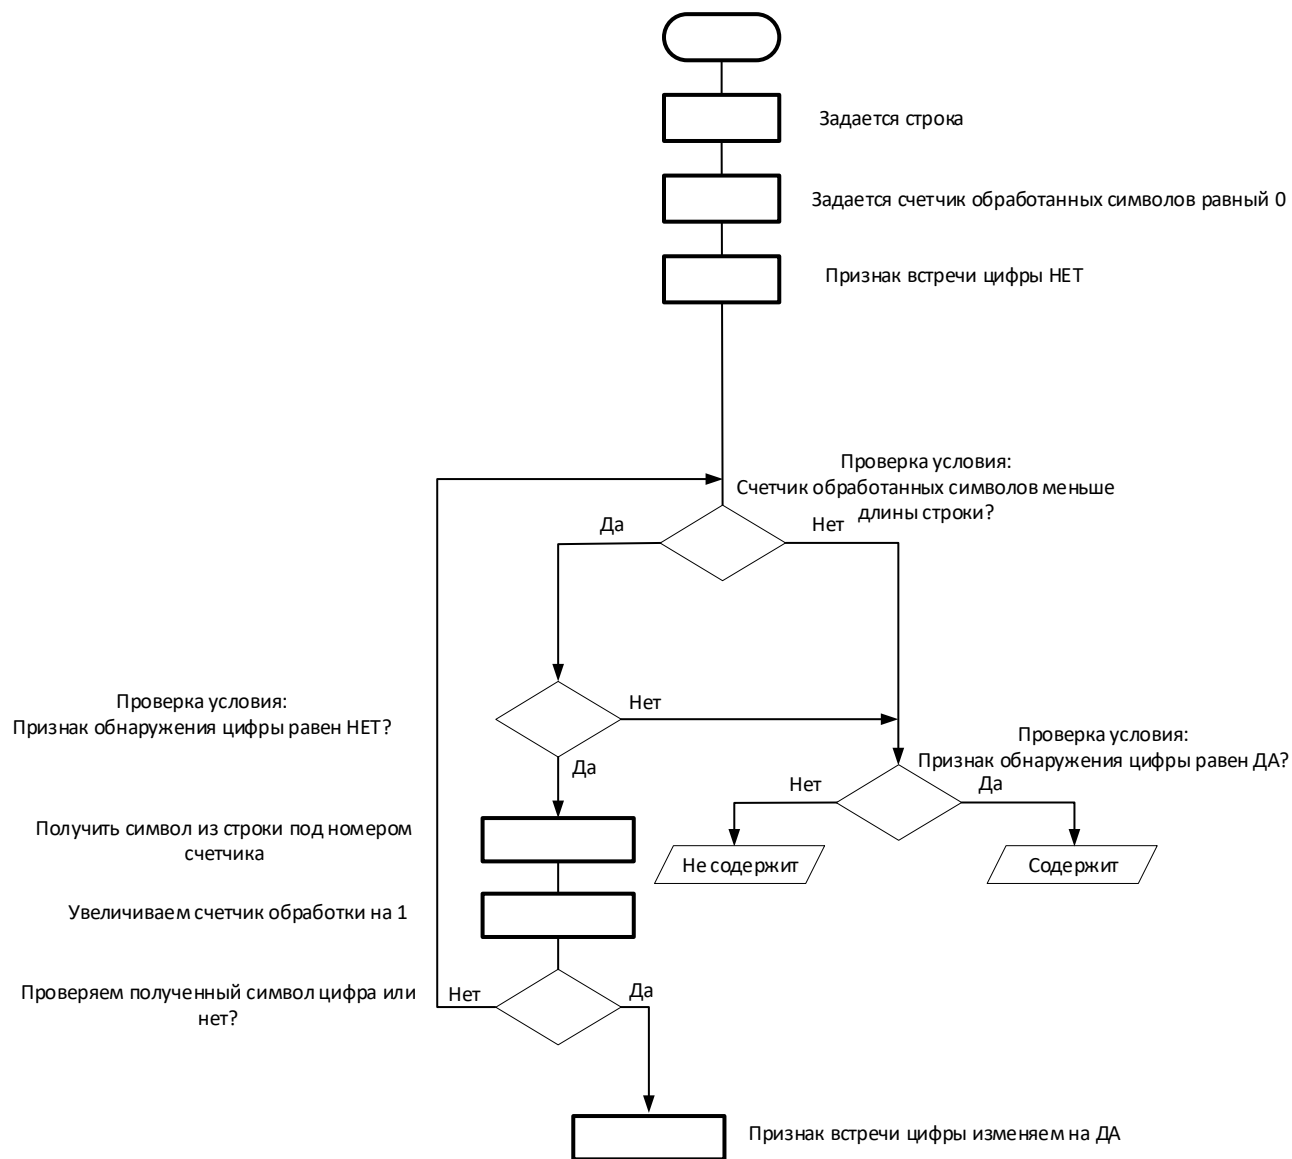 Задается строка
Задается счетчик обработанных символов равный 0
Признак встречи цифры НЕТ
Проверка условия:
Счетчик обработанных символов меньше
длины строки?
Да
Нет
Проверка условия:
Признак обнаружения цифры равен НЕТ?
Нет
Да
Проверка условия:
Признак обнаружения цифры равен ДА?
Нет
Да
Не содержит
Содержит
Получить символ из строки под номером
счетчика
Увеличиваем счетчик обработки на 1
Проверяем полученный символ цифра или
нет?
Нет
Да
Признак встречи цифры изменяем на ДА